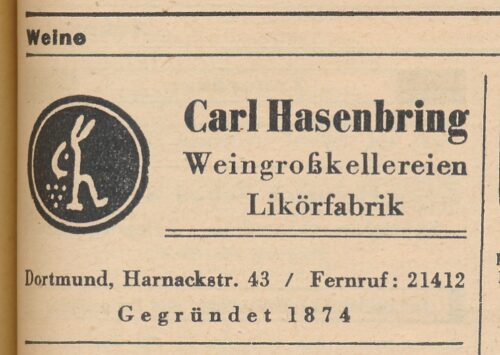 Weine
Carl Hasenbring
Weingroßkellereien
Likörfabrik
Dortmund, Harnackstr. 43 / Fernruf: 21412
Gegründet 1874